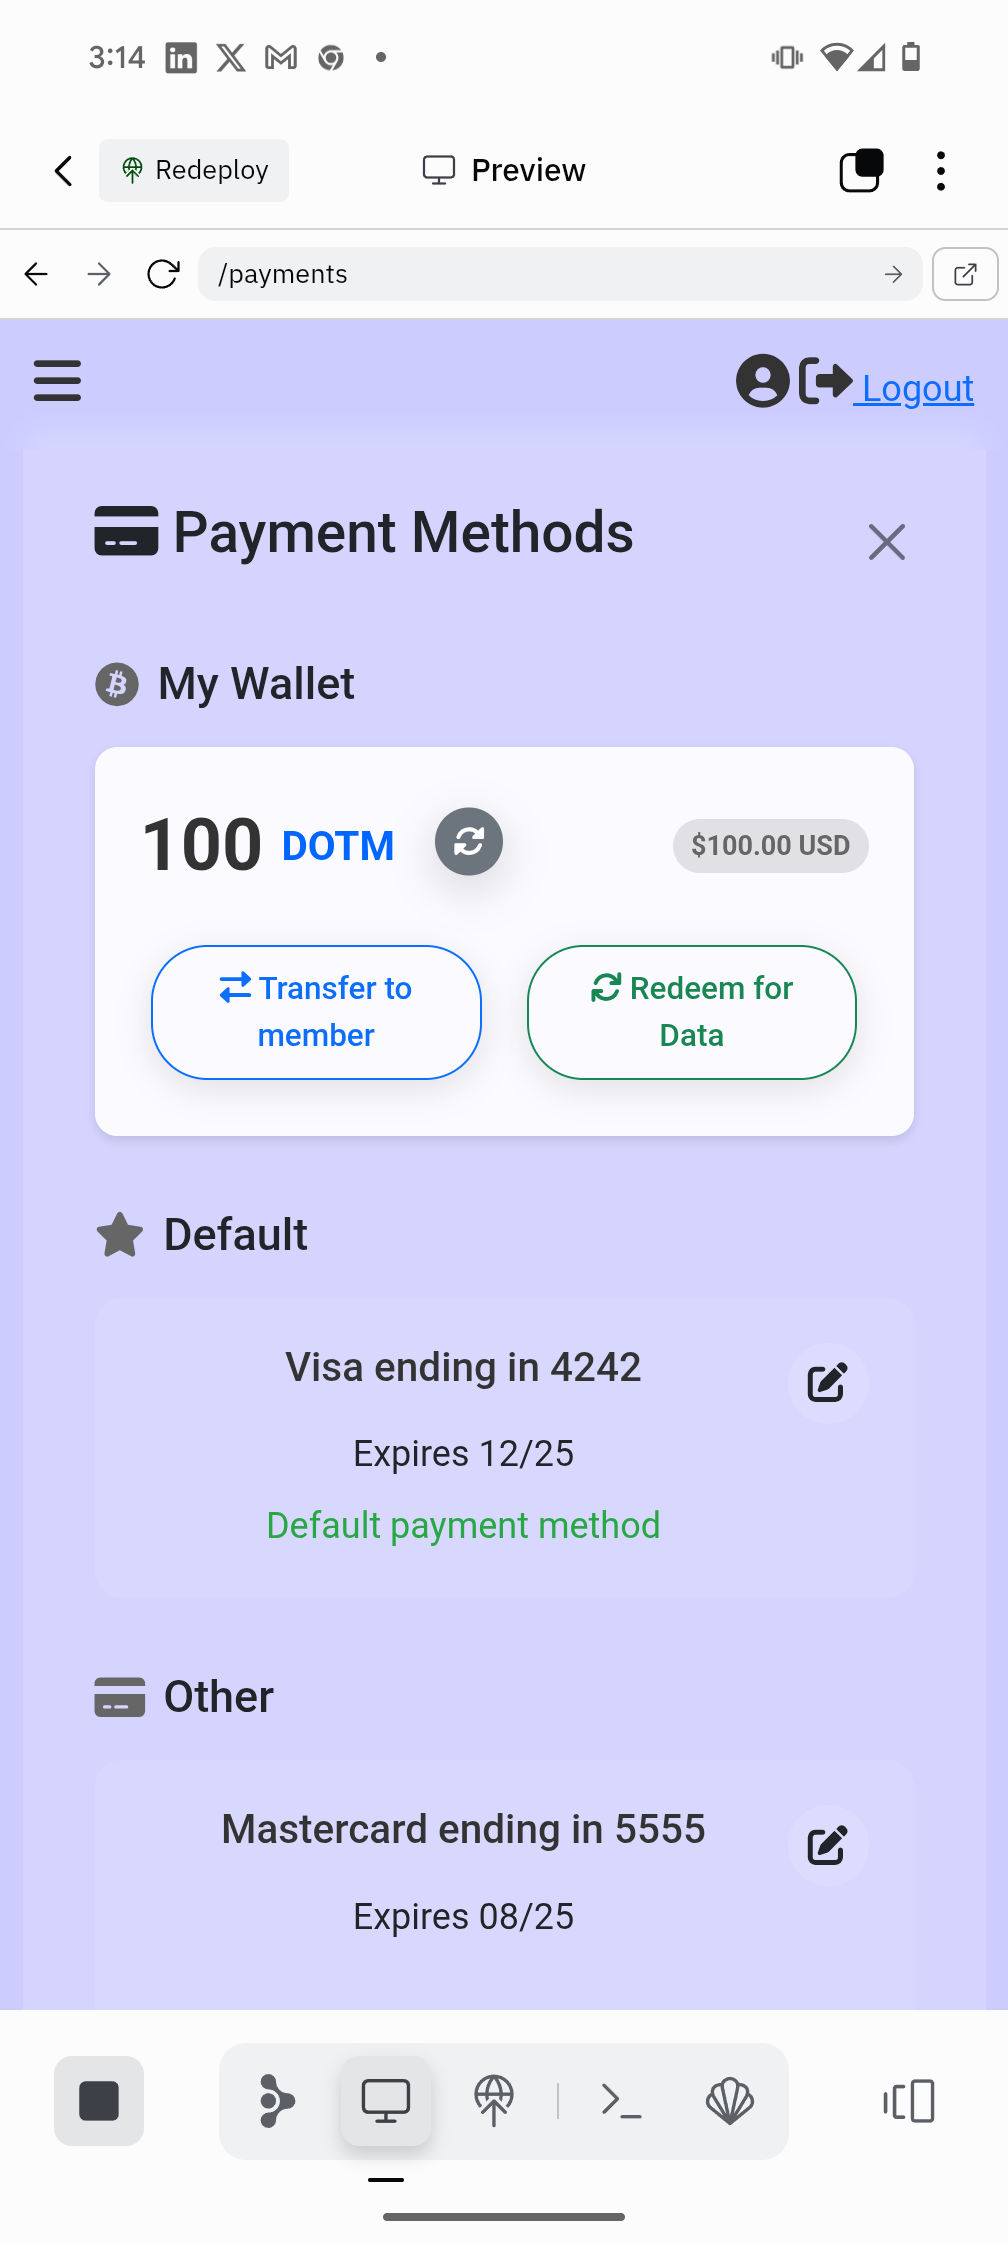 3:14
Redeploy
Preview
/payments
Logout
Payment Methods
My Wallet
100 DOTM
$100.00 USD
Transfer to
member
Redeem for
Data
Default
Visa ending in 4242
Expires 12/25
Default payment method
Other
Mastercard ending in 5555
Expires 08/25